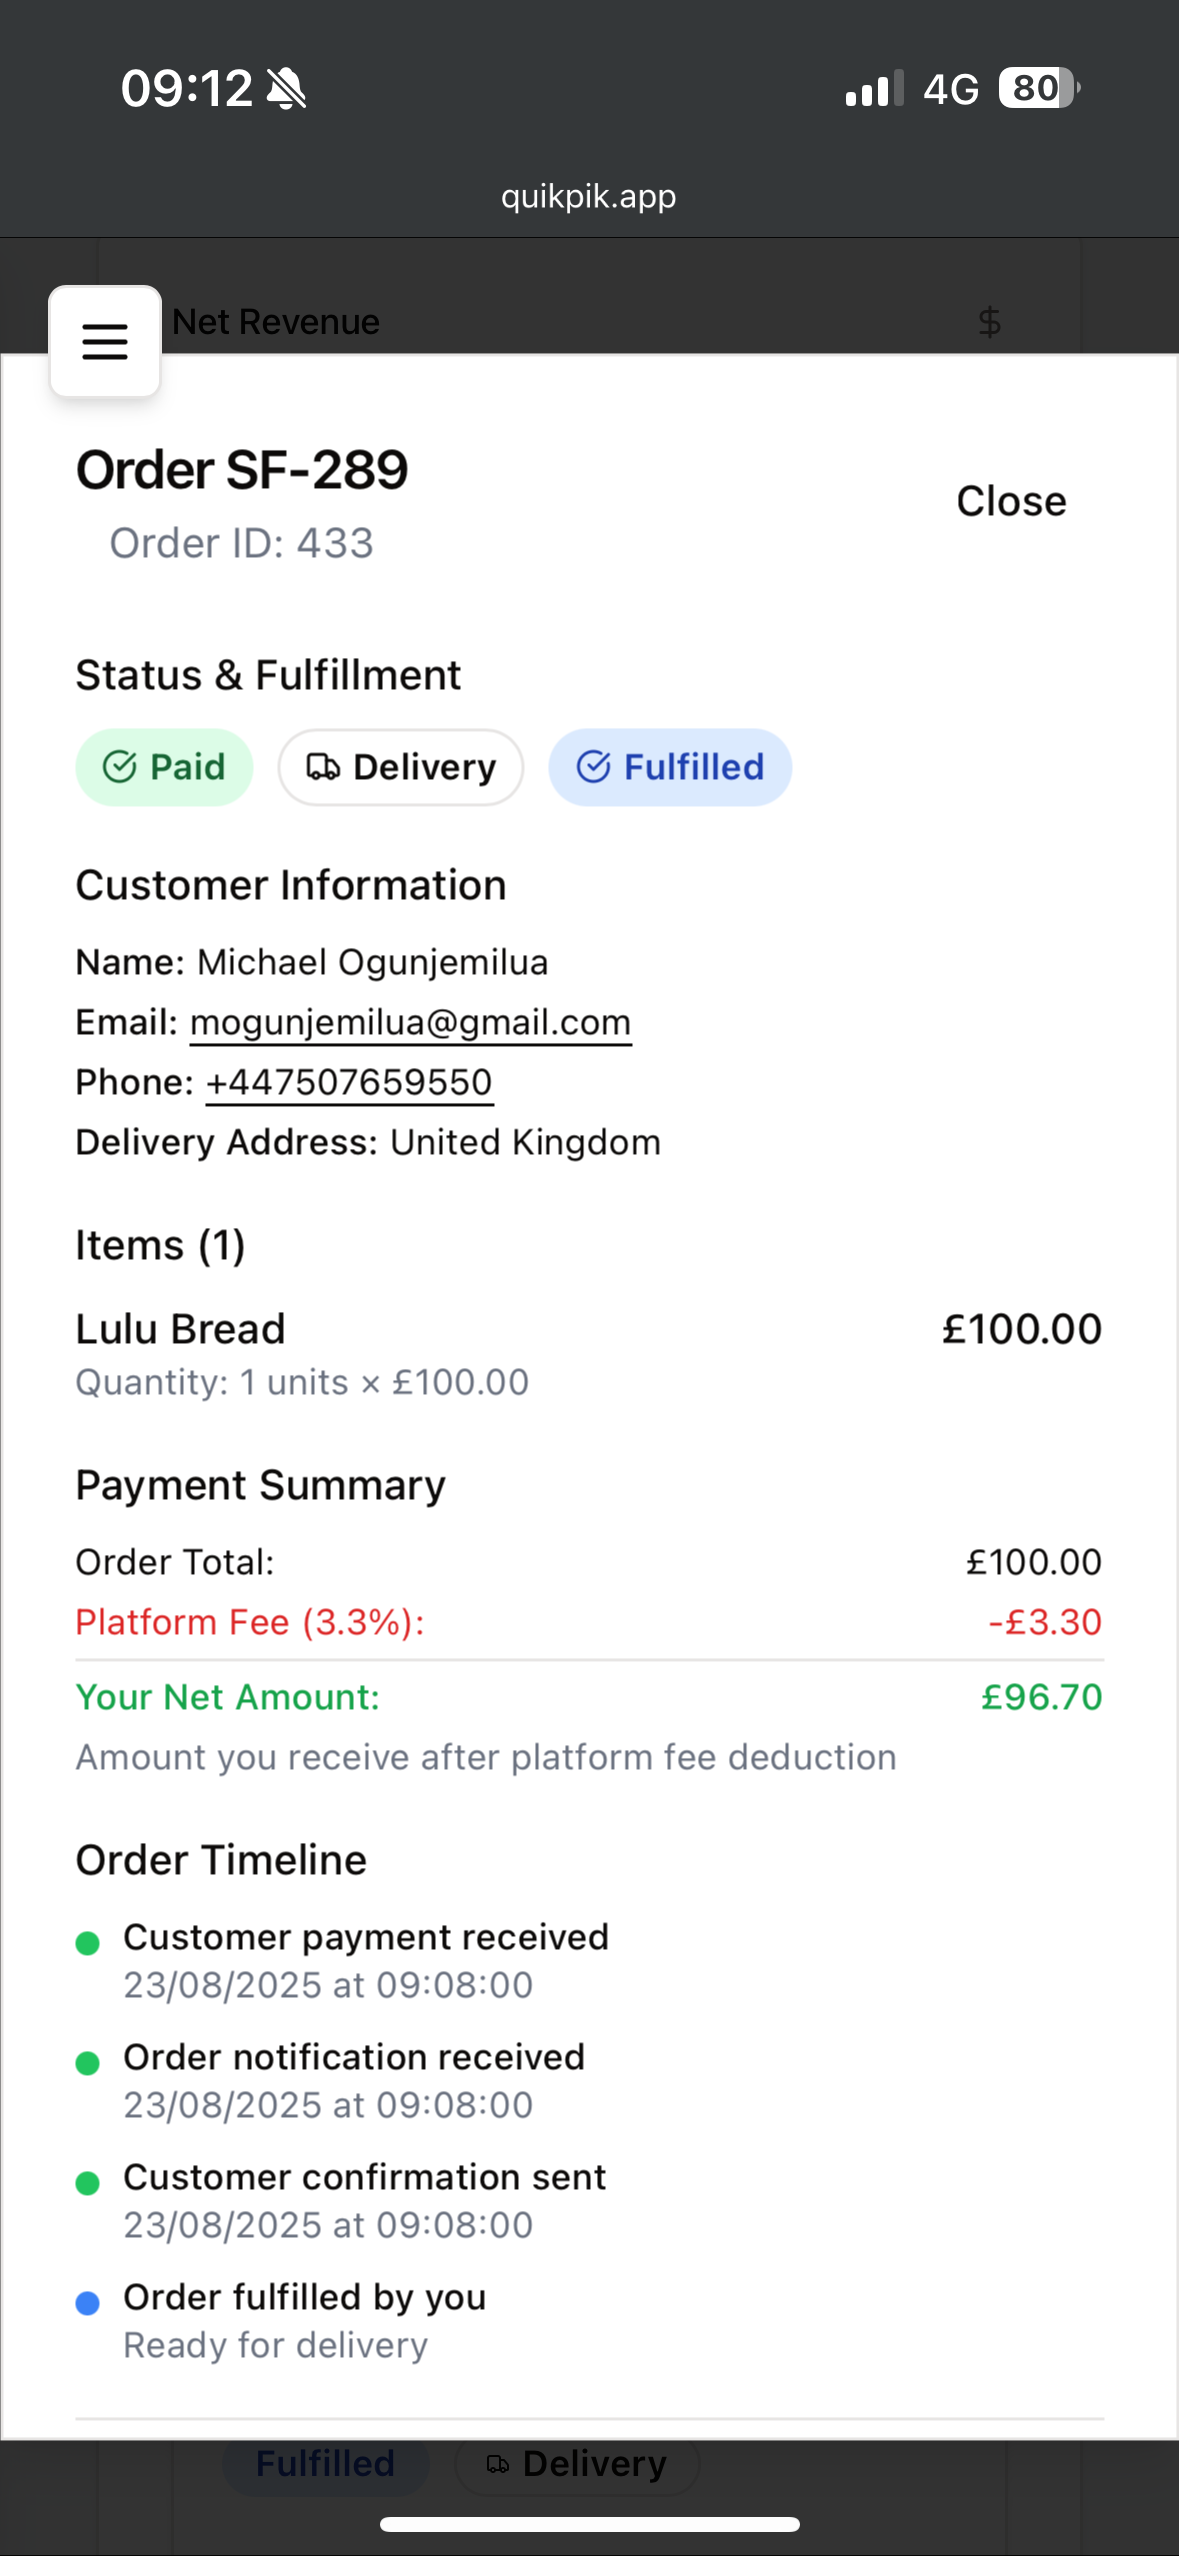 09:12
4G 80
quikpik.app
Net Revenue $
Order SF-289
Close
Order ID: 433
Status & Fulfillment
Paid Delivery Fulfilled
Customer Information
Name: Michael Ogunjemilua
Email: mogunjemilua@gmail.com
Phone: +447507659550
Delivery Address: United Kingdom
Items (1)
Lulu Bread £100.00
Quantity: 1 units × £100.00
Payment Summary
Order Total: £100.00
Platform Fee (3.3%): -£3.30
Your Net Amount: £96.70
Amount you receive after platform fee deduction
Order Timeline
Customer payment received
23/08/2025 at 09:08:00
Order notification received
23/08/2025 at 09:08:00
Customer confirmation sent
23/08/2025 at 09:08:00
Order fulfilled by you
Ready for delivery
Fulfilled Delivery